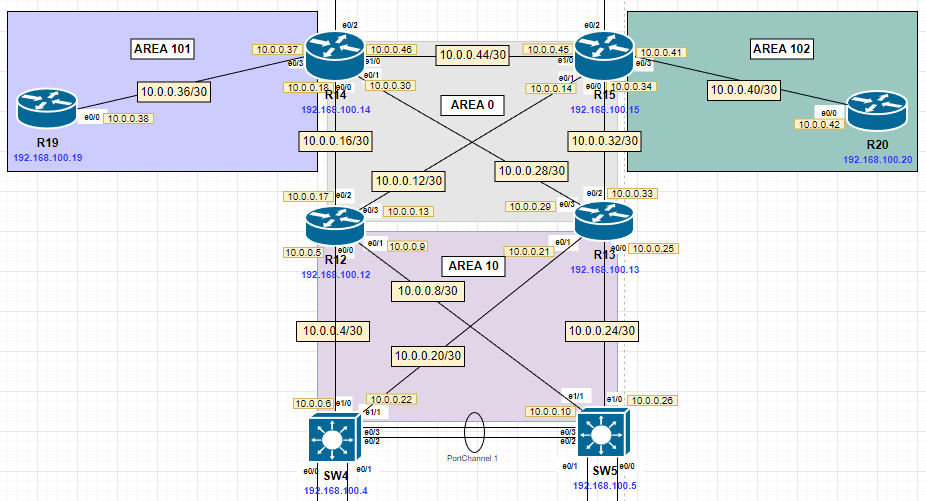 e0/2
e0/2
AREA 101
10.0.0.37
e0/3
10.0.0.46
e1/0
10.0.0.44/30
10.0.0.45
e1/0
10.0.0.41
e0/3
AREA 102
10.0.0.36/30
10.0.0.18
e0/0
e0/1
10.0.0.30
R14
192.168.100.14
AREA 0
e0/1
10.0.0.14
e0/0
10.0.0.34
R15
192.168.100.15
10.0.0.40/30
e0/0
10.0.0.38
R19
192.168.100.19
e0/0
10.0.0.42
R20
192.168.100.20
10.0.0.16/30
10.0.0.32/30
10.0.0.12/30
10.0.0.28/30
10.0.0.17
e0/2
e0/3
10.0.0.13
10.0.0.29
e0/3
e0/2
10.0.0.33
10.0.0.5
e0/0
e0/1
10.0.0.9
R12
192.168.100.12
10.0.0.21
e0/1
e0/0
10.0.0.25
R13
192.168.100.13
AREA 10
10.0.0.8/30
10.0.0.4/30
10.0.0.24/30
10.0.0.20/30
10.0.0.6
e1/0
10.0.0.22
e1/1
e1/1
10.0.0.10
e1/0
10.0.0.26
e0/3
e0/2
e0/3
e0/2
PortChannel 1
e0/0
e0/1
SW4
192.168.100.4
e0/1
e0/0
SW5
192.168.100.5